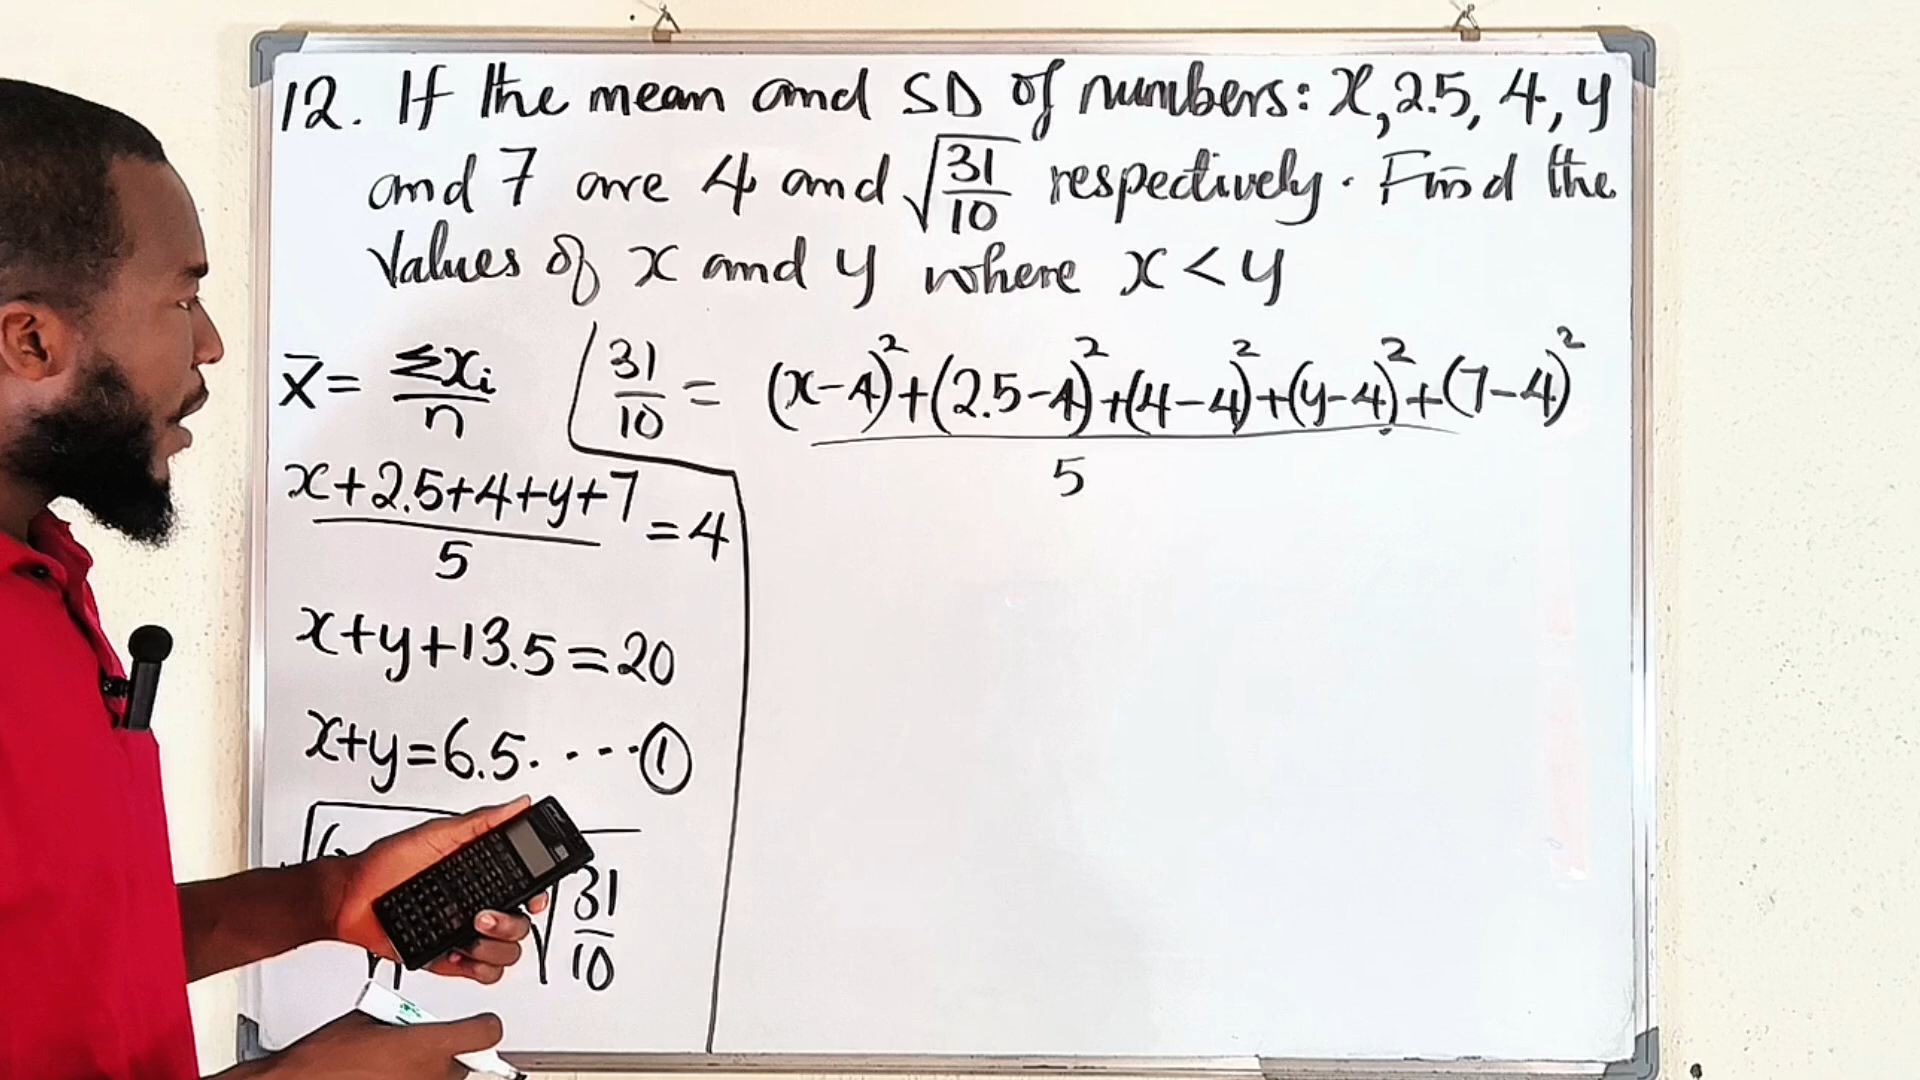 12. If the mean and SD of numbers: x, 2.5, 4, y
and 7 are 4 and √(31/10) respectively. Find the
values of x and y where x < y
x̄ = Σxᵢ/n
(x+2.5+4+y+7)/5 = 4
x+y+13.5=20
x+y=6.5. ... ①
√(31/10)
31/10 = ((x-4)²+(2.5-4)²+(4-4)²+(y-4)²+(7-4)²)/5